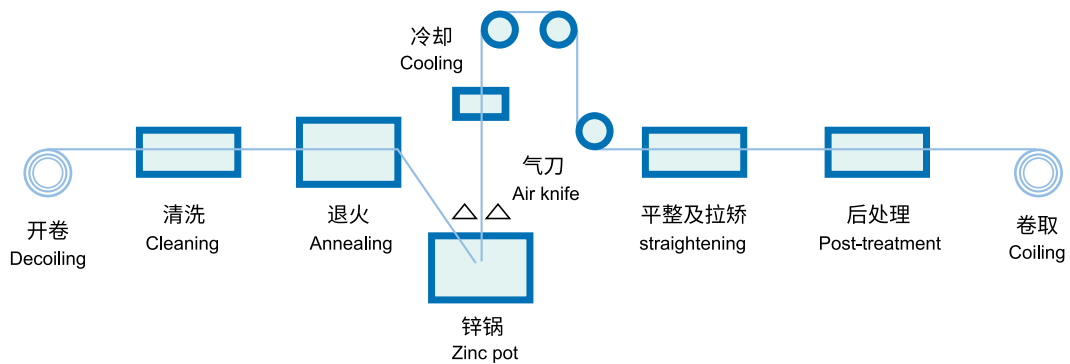 开卷
Decoiling
清洗
Cleaning
退火
Annealing
锌锅
Zinc pot
气刀
Air knife
冷却
Cooling
平整及拉矫
straightening
后处理
Post-treatment
卷取
Coiling